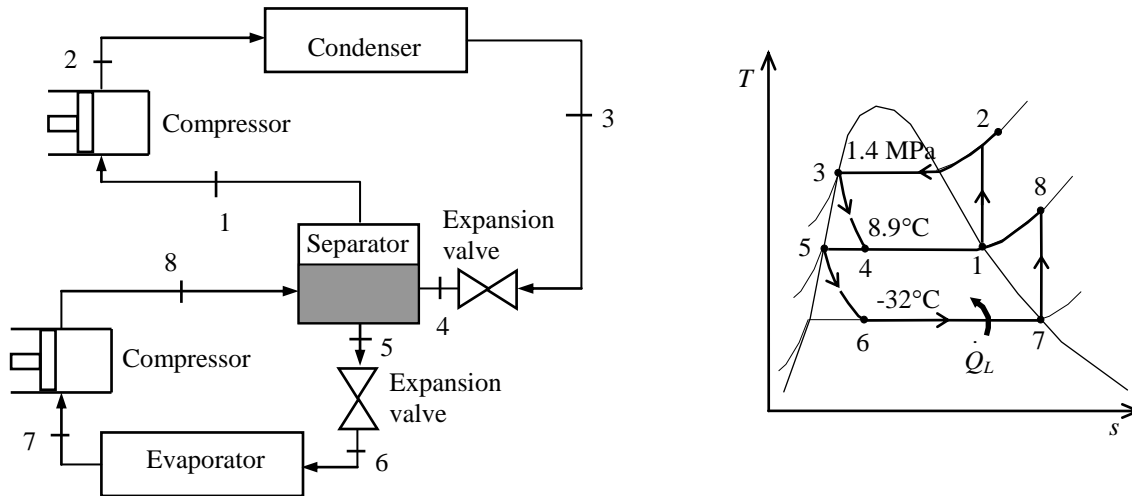 2
Condenser
3
Compressor
1
Separator
Expansion
valve
8
4
5
Compressor
Expansion
valve
7
Evaporator
6
T
2
3
1.4 MPa
8
8.9°C
5
4
1
-32°C
6
Q̇L
7
s